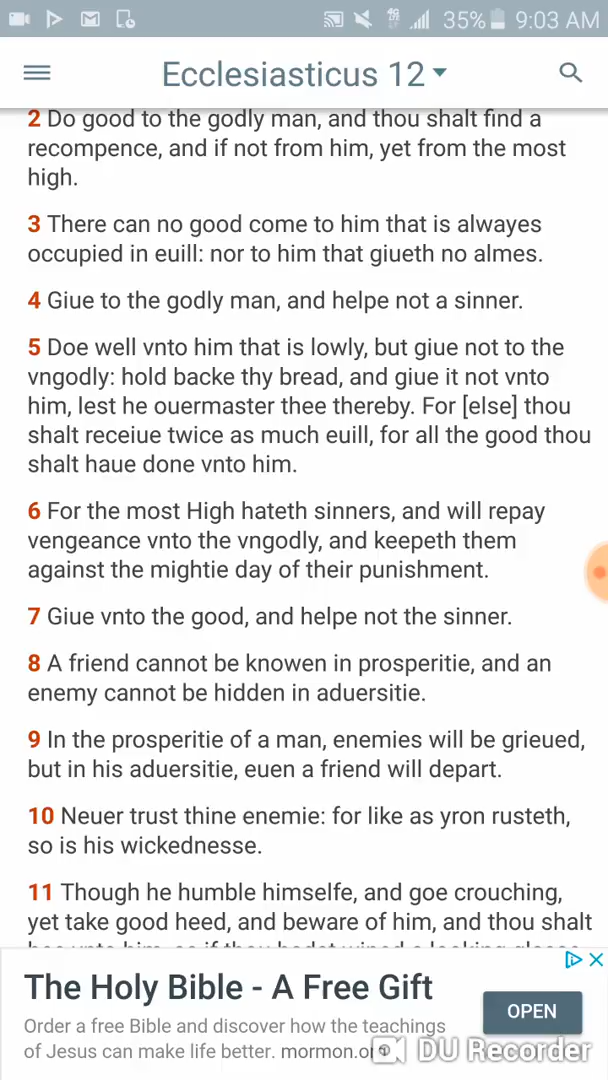 4G 35% 9:03 AM
Ecclesiasticus 12
2 Do good to the godly man, and thou shalt find a
recompence, and if not from him, yet from the most
high.
3 There can no good come to him that is alwayes
occupied in euill: nor to him that giueth no almes.
4 Giue to the godly man, and helpe not a sinner.
5 Doe well vnto him that is lowly, but giue not to the
vngodly: hold backe thy bread, and giue it not vnto
him, lest he ouermaster thee thereby. For [else] thou
shalt receiue twice as much euill, for all the good thou
shalt haue done vnto him.
6 For the most High hateth sinners, and will repay
vengeance vnto the vngodly, and keepeth them
against the mightie day of their punishment.
7 Giue vnto the good, and helpe not the sinner.
8 A friend cannot be knowen in prosperitie, and an
enemy cannot be hidden in aduersitie.
9 In the prosperitie of a man, enemies will be grieued,
but in his aduersitie, euen a friend will depart.
10 Neuer trust thine enemie: for like as yron rusteth,
so is his wickednesse.
11 Though he humble himselfe, and goe crouching,
yet take good heed, and beware of him, and thou shalt
The Holy Bible - A Free Gift
OPEN
Order a free Bible and discover how the teachings
of Jesus can make life better. mormon.org
DU Recorder